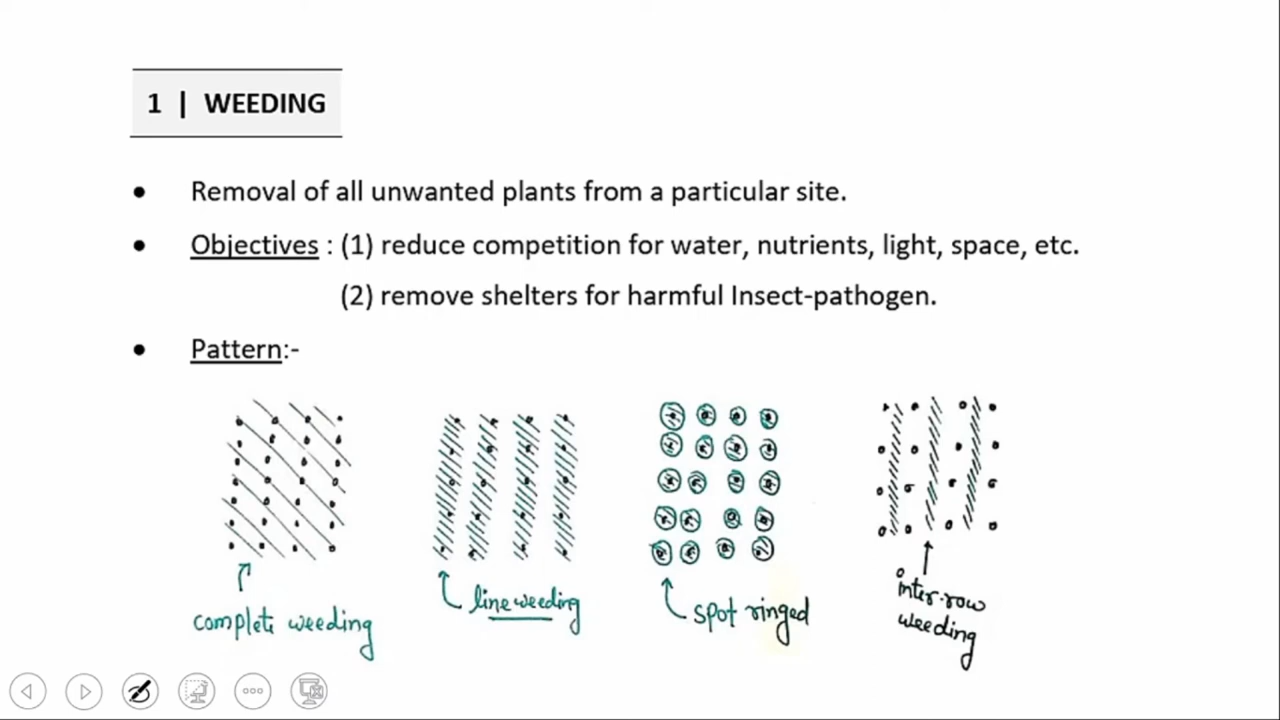 1 | WEEDING
• Removal of all unwanted plants from a particular site.
• Objectives : (1) reduce competition for water, nutrients, light, space, etc.
(2) remove shelters for harmful Insect-pathogen.
• Pattern:-
complete weeding
line weeding
spot ringed
inter-row
weeding